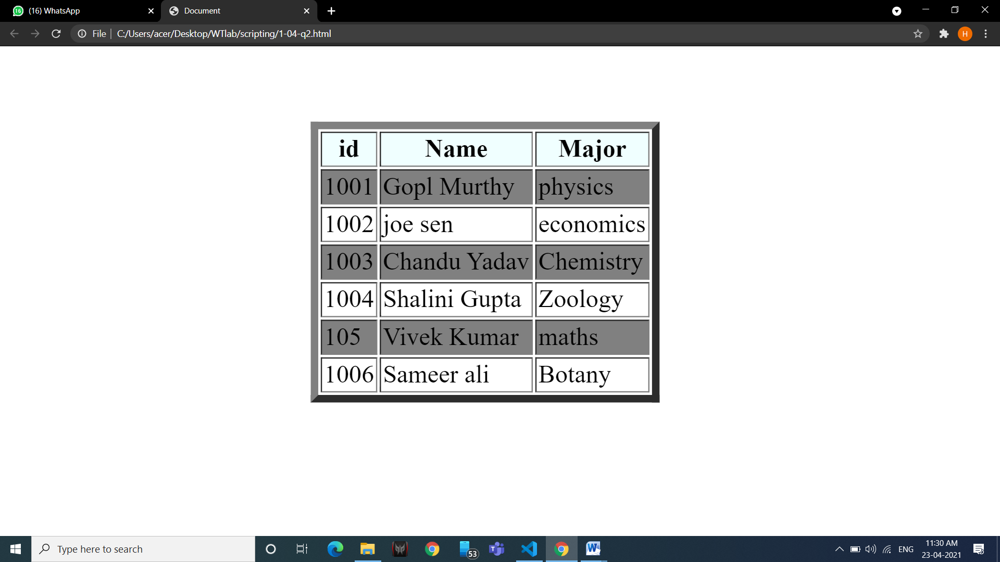 16 (16) WhatsApp
Document
File C:/Users/acer/Desktop/WTlab/scripting/1-04-q2.html
H
id Name Major
1001 Gopl Murthy physics
1002 joe sen economics
1003 Chandu Yadav Chemistry
1004 Shalini Gupta Zoology
105 Vivek Kumar maths
1006 Sameer ali Botany
Type here to search
53
T
W
ENG
11:30 AM
23-04-2021